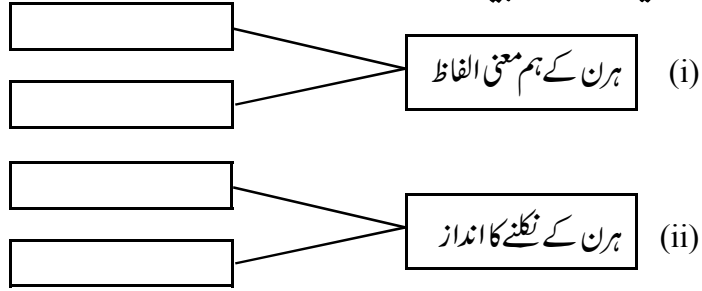 (i) ہرن کے ہم معنی الفاظ
(ii) ہرن کے نکلنے کا انداز